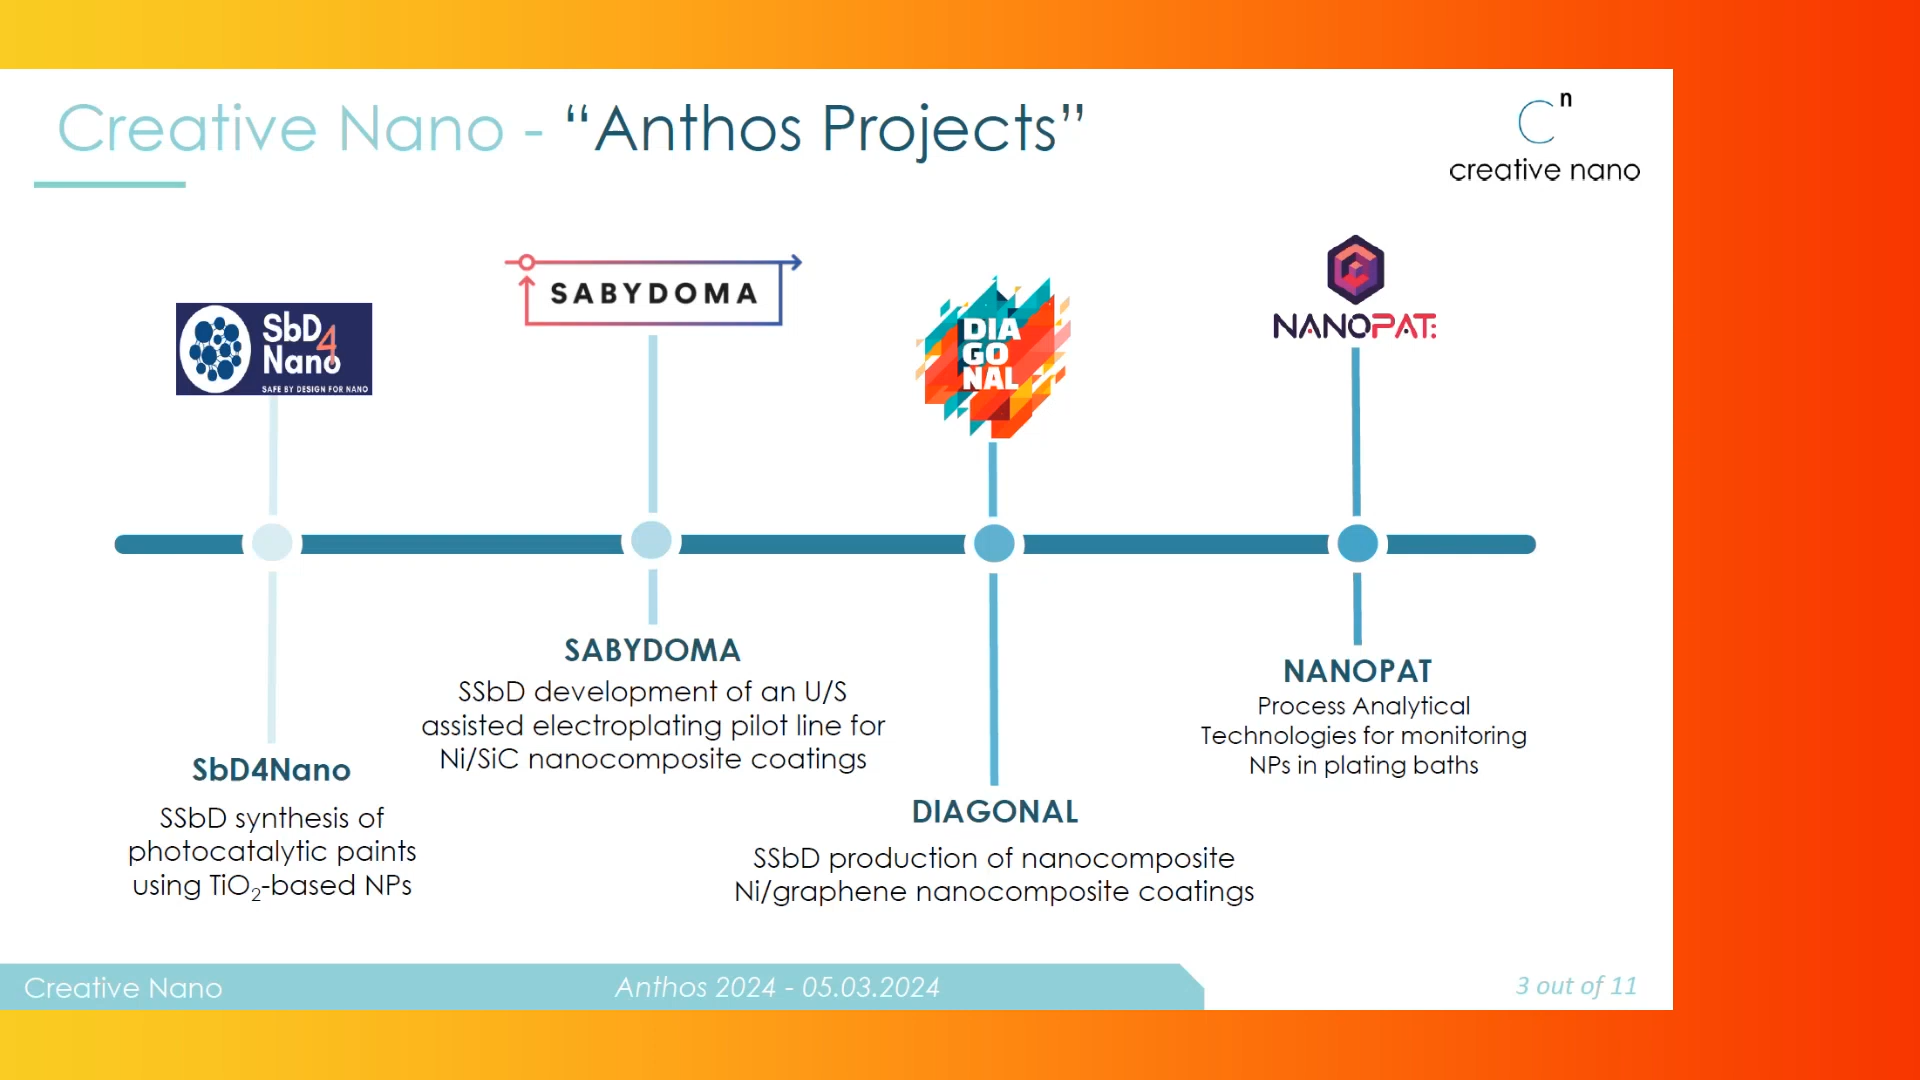 Creative Nano - “Anthos Projects”
Cn
creative nano
SbD4
Nano
SAFE BY DESIGN FOR NANO
SABYDOMA
DIA
GO
NAL
NANOPAT
SbD4Nano
SSbD synthesis of
photocatalytic paints
using TiO₂-based NPs
SABYDOMA
SSbD development of an U/S
assisted electroplating pilot line for
Ni/SiC nanocomposite coatings
DIAGONAL
SSbD production of nanocomposite
Ni/graphene nanocomposite coatings
NANOPAT
Process Analytical
Technologies for monitoring
NPs in plating baths
Creative Nano
Anthos 2024 - 05.03.2024
3 out of 11